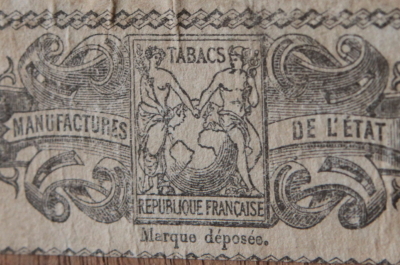 TABACS
MANUFACTURES DE L'ÉTAT
RÉPUBLIQUE FRANÇAISE
Marque déposée.